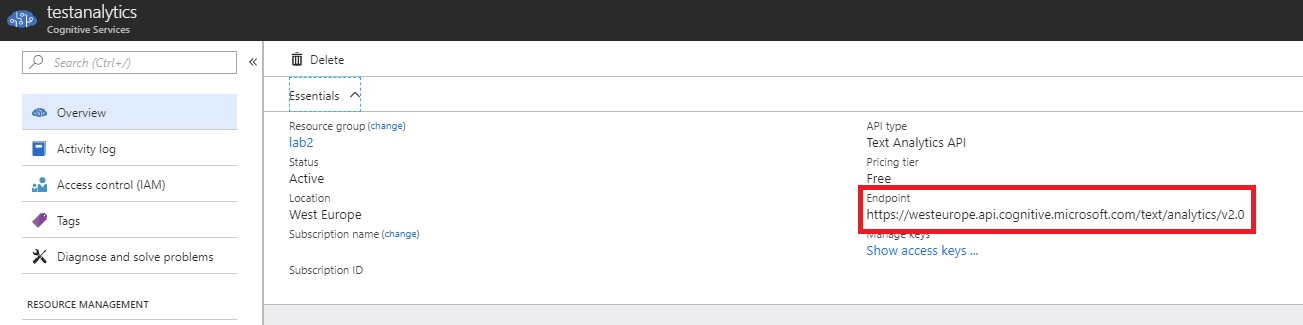 testanalytics
Cognitive Services
Search (Ctrl+/)
«
Overview
Activity log
Access control (IAM)
Tags
Diagnose and solve problems
RESOURCE MANAGEMENT
Delete
Essentials
Resource group (change)
lab2
Status
Active
Location
West Europe
Subscription name (change)
Subscription ID
API type
Text Analytics API
Pricing tier
Free
Endpoint
https://westeurope.api.cognitive.microsoft.com/text/analytics/v2.0
Manage keys
Show access keys ...